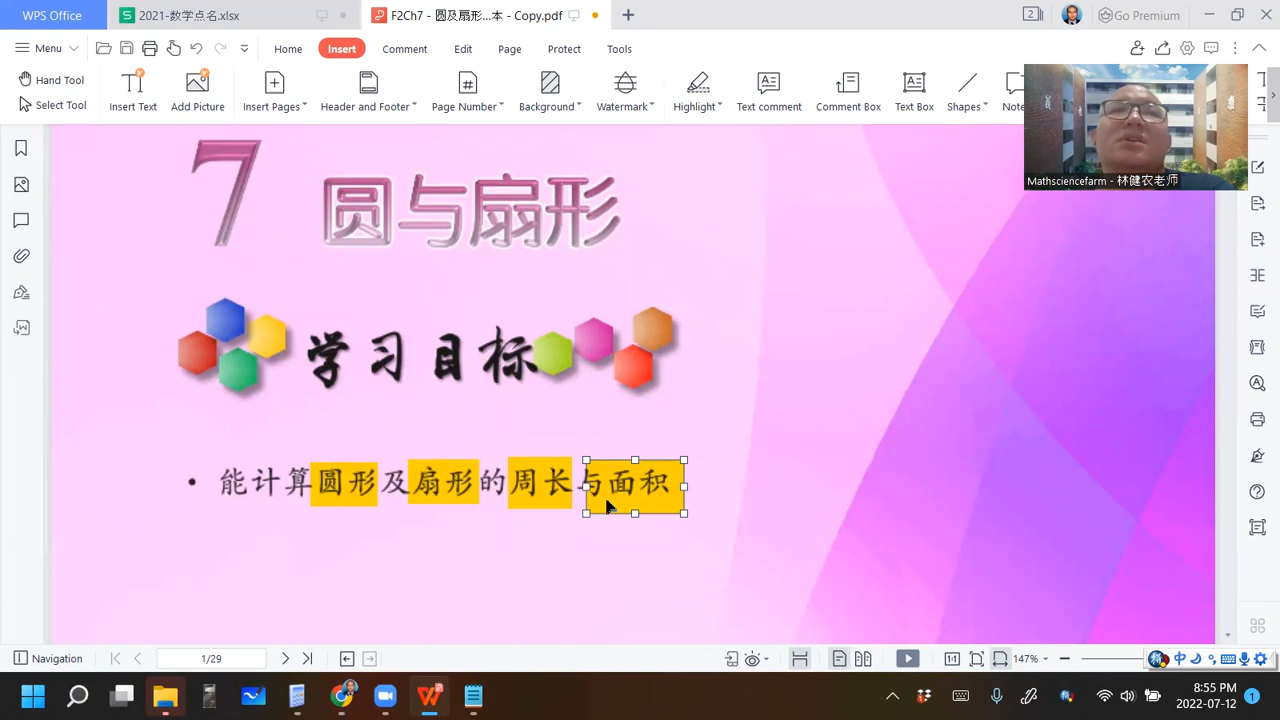 WPS Office
2021-数学点名.xlsx
F2Ch7 - 圆及扇形...本 - Copy.pdf
2
Go Premium
Menu
Home
Insert
Comment
Edit
Page
Protect
Tools
Hand Tool
Select Tool
Insert Text
Add Picture
Insert Pages
Header and Footer
Page Number
Background
Watermark
Highlight
Text comment
Comment Box
Text Box
Shapes
Note
Mathsciencefarm - 林健农老师
7 圆与扇形
学习目标
• 能计算圆形及扇形的周长与面积
Navigation
1/29
147%
中
8:55 PM
2022-07-12
1